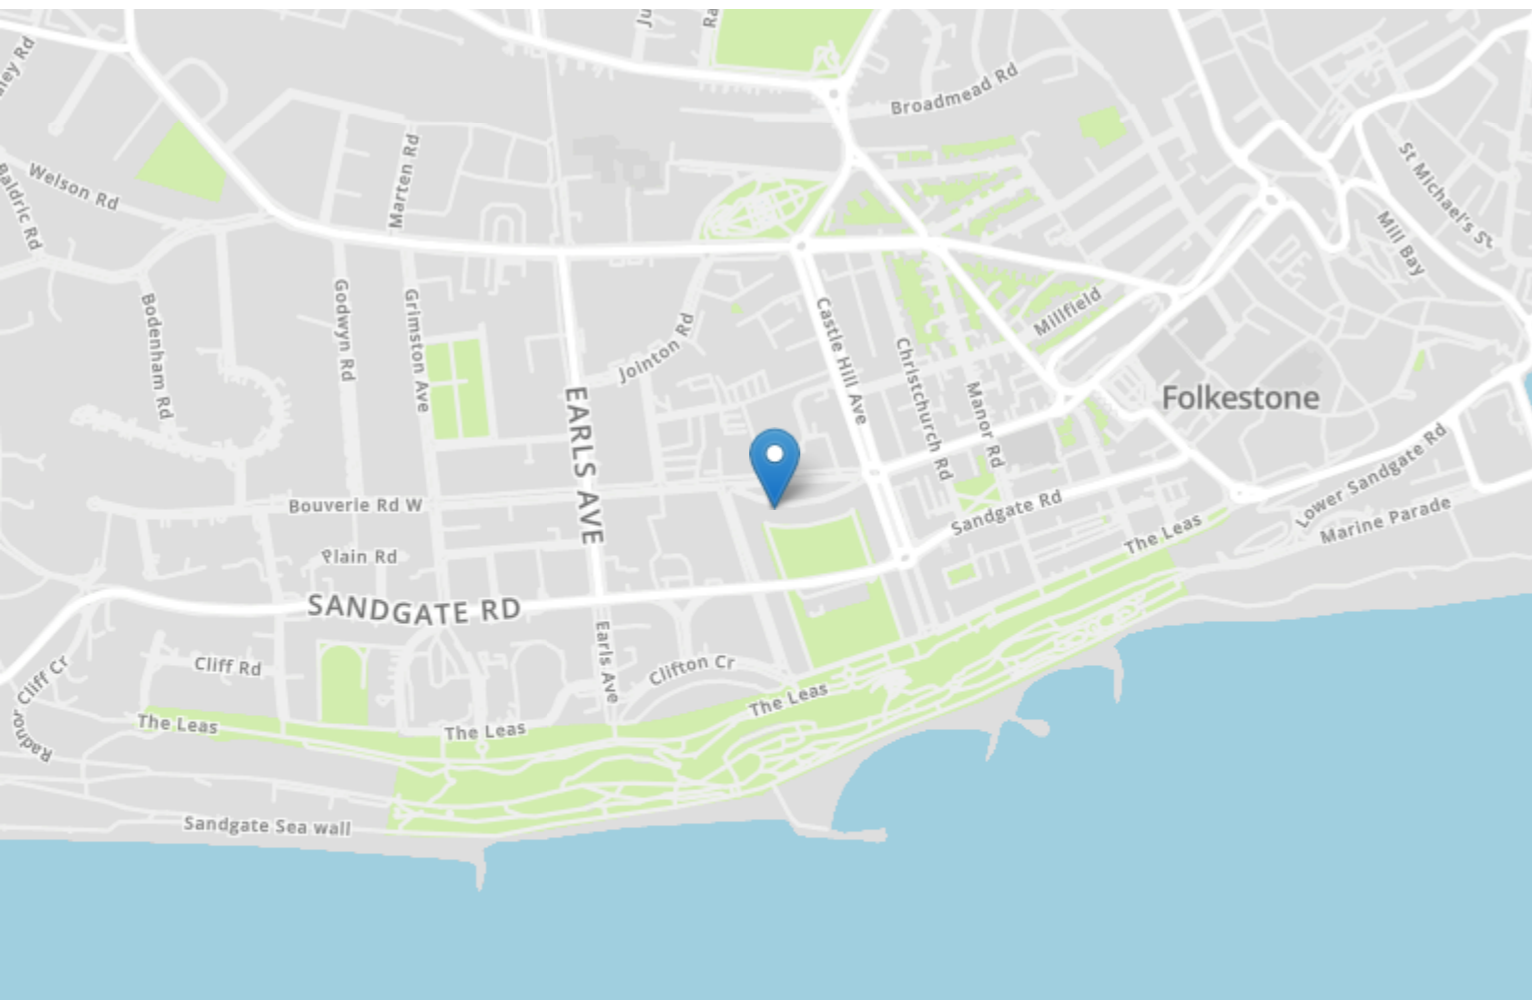 Broadmead Rd
St Michael's St
Marten Rd
Welson Rd
Baldric Rd
Mill Bay
Godwyn Rd
Grimston Ave
Bodenham Rd
Jointon Rd
Castle Hill Ave
Millfield
Christchurch Rd
Manor Rd
Folkestone
EARLS AVE
Bouverie Rd W
Sandgate Rd
Lower Sandgate Rd
Marine Parade
The Leas
Plain Rd
SANDGATE RD
Earls Ave
Cliff Rd
Cliff Cr
Clifton Cr
The Leas
The Leas
The Leas
Radnor
Sandgate Sea wall